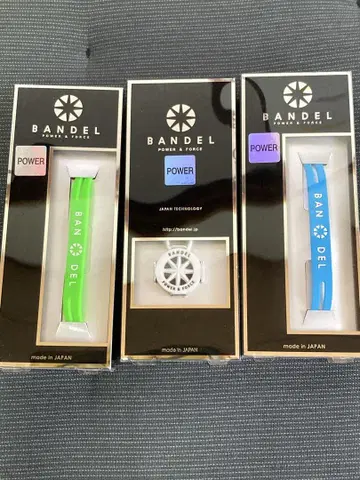 BANDEL
POWER & FORCE
POWER
BAN DEL
made in JAPAN
BANDEL
POWER & FORCE
POWER
JAPAN TECHNOLOGY
http://bandel.jp
BANDEL
POWER & FORCE
made in JAPAN
BANDEL
POWER & FORCE
POWER
BAN DEL
made in JAPAN